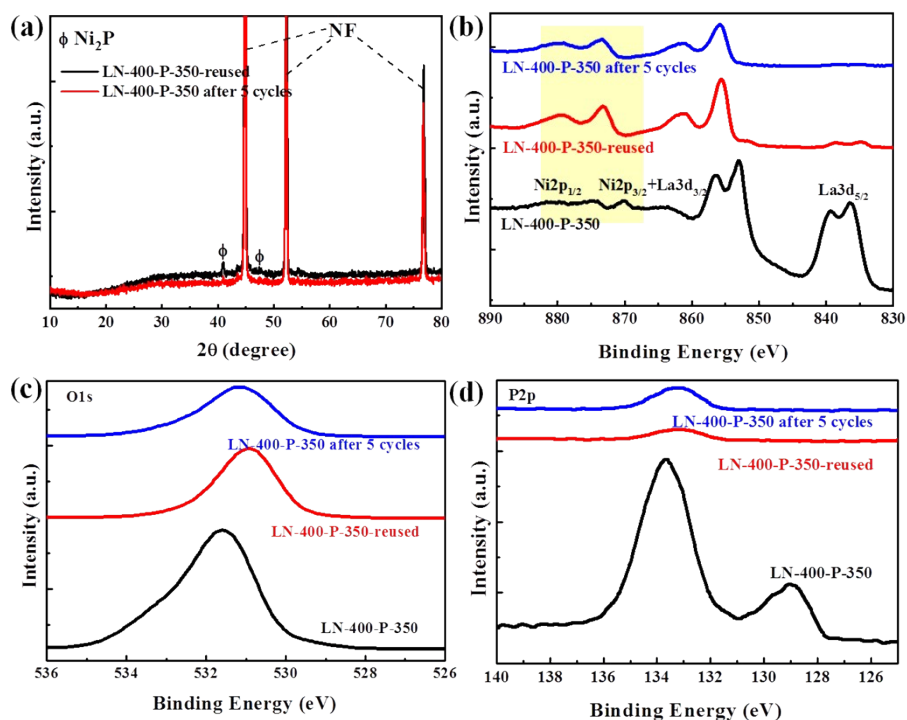 (a)
ϕ Ni₂P
NF
LN-400-P-350-reused
LN-400-P-350 after 5 cycles
ϕ
ϕ
Intensity (a.u.)
10 20 30 40 50 60 70 80
2θ (degree)
(b)
LN-400-P-350 after 5 cycles
LN-400-P-350-reused
Ni2p₁/₂ Ni2p₃/₂+La3d₃/₂ La3d₅/₂
LN-400-P-350
Intensity (a.u.)
890 880 870 860 850 840 830
Binding Energy (eV)
(c)
O1s
LN-400-P-350 after 5 cycles
LN-400-P-350-reused
LN-400-P-350
Intensity (a.u.)
536 534 532 530 528 526
Binding Energy (eV)
(d)
P2p
LN-400-P-350 after 5 cycles
LN-400-P-350-reused
LN-400-P-350
Intensity (a.u.)
140 138 136 134 132 130 128 126
Binding Energy (eV)